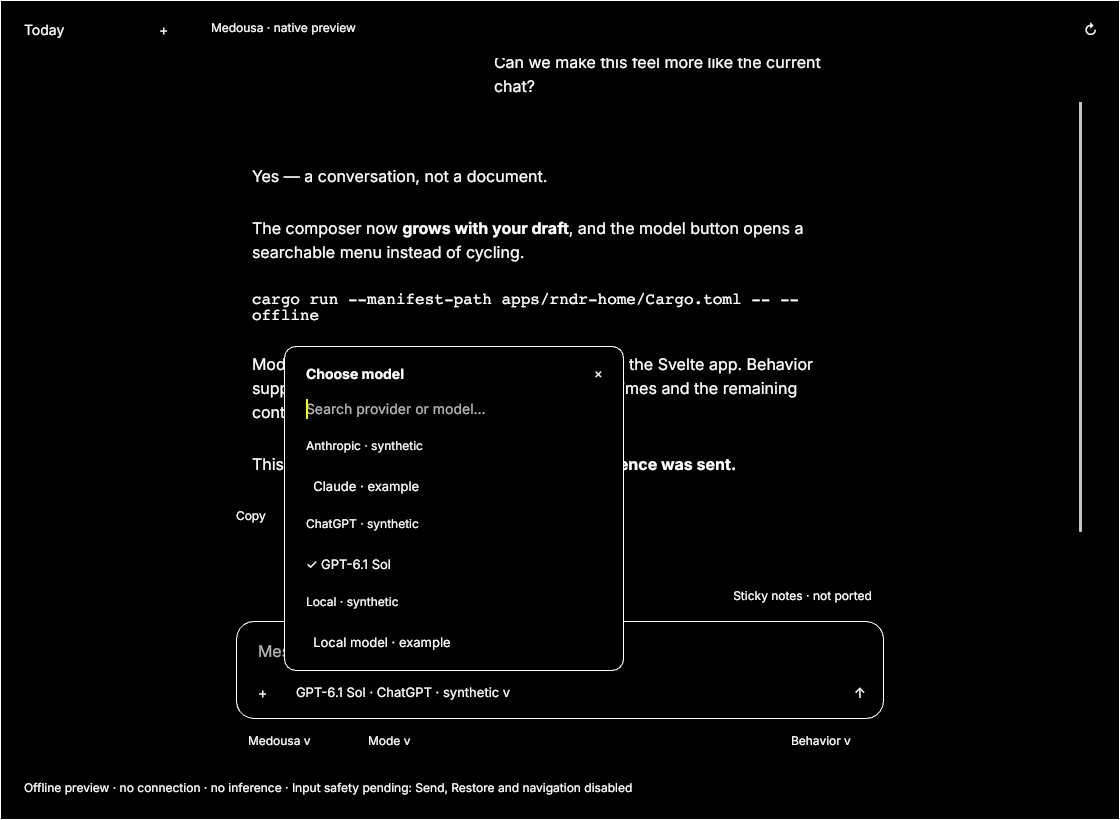 Today
+
Medousa · native preview
Can we make this feel more like the current
chat?
Yes — a conversation, not a document.
The composer now grows with your draft, and the model button opens a
searchable menu instead of cycling.
cargo run --manifest-path apps/rndr-home/Cargo.toml -- --
offline
Mod the Svelte app. Behavior
supp mes and the remaining
cont
This ence was sent.
Choose model ×
Search provider or model...
Anthropic · synthetic
Claude · example
ChatGPT · synthetic
✓ GPT-6.1 Sol
Local · synthetic
Local model · example
Copy
Sticky notes · not ported
Mes
+ GPT-6.1 Sol · ChatGPT · synthetic v
Medousa v Mode v Behavior v
Offline preview · no connection · no inference · Input safety pending: Send, Restore and navigation disabled